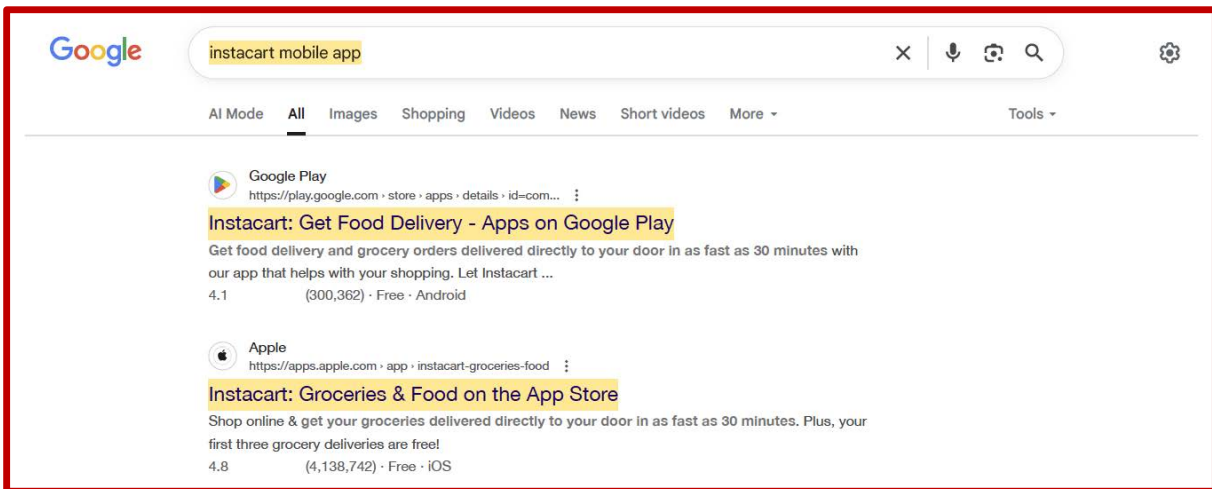 Google
instacart mobile app
AI Mode All Images Shopping Videos News Short videos More Tools
Google Play
https://play.google.com › store › apps › details › id=com...
Instacart: Get Food Delivery - Apps on Google Play
Get food delivery and grocery orders delivered directly to your door in as fast as 30 minutes with
our app that helps with your shopping. Let Instacart ...
4.1 (300,362) · Free · Android
Apple
https://apps.apple.com › app › instacart-groceries-food
Instacart: Groceries & Food on the App Store
Shop online & get your groceries delivered directly to your door in as fast as 30 minutes. Plus, your
first three grocery deliveries are free!
4.8 (4,138,742) · Free · iOS